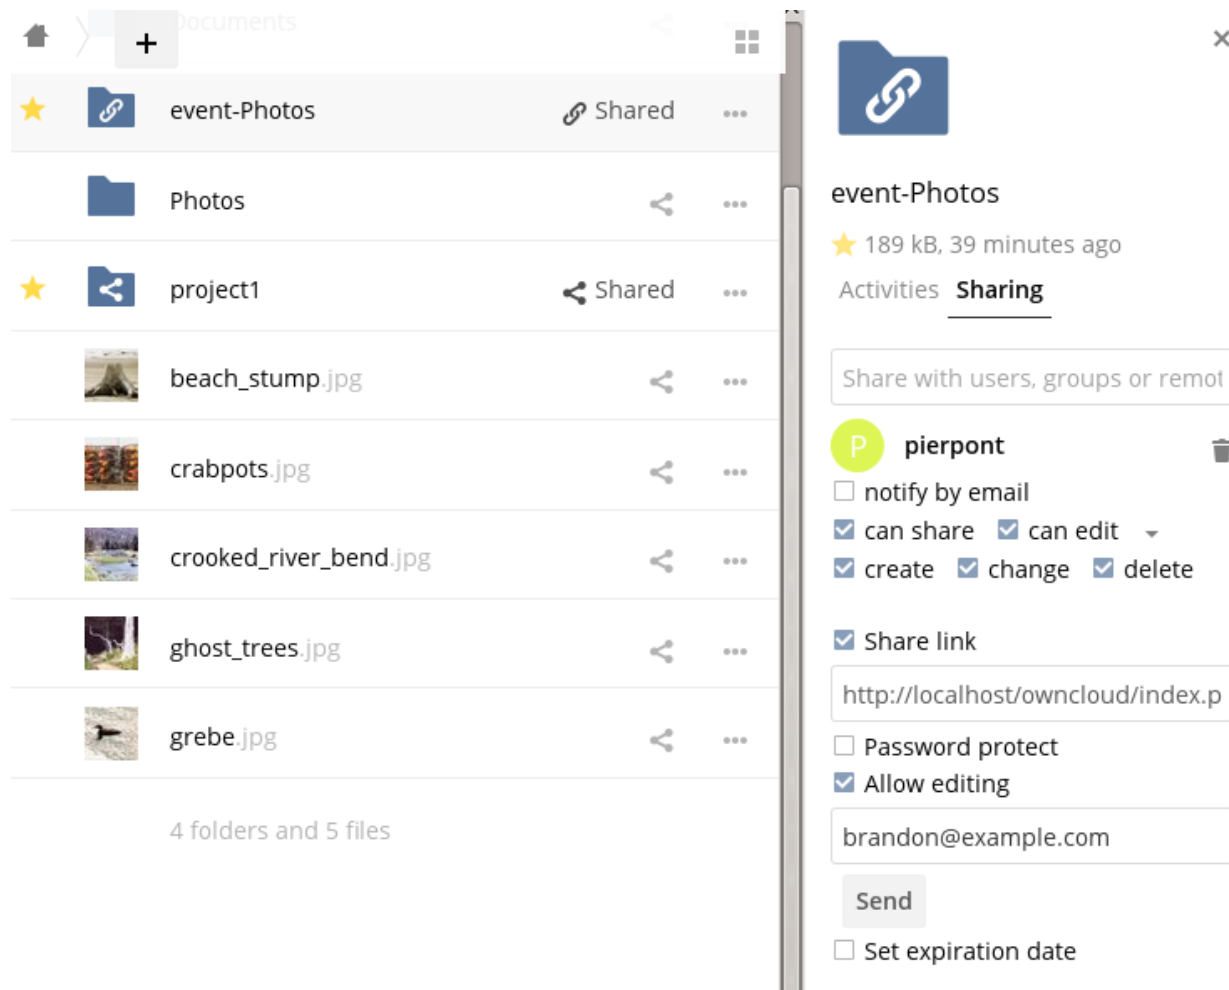 Documents
+
event-Photos Shared
Photos
project1 Shared
beach_stump.jpg
crabpots.jpg
crooked_river_bend.jpg
ghost_trees.jpg
grebe.jpg
4 folders and 5 files
event-Photos
189 kB, 39 minutes ago
Activities Sharing
Share with users, groups or remot
P pierpont
notify by email
can share can edit
create change delete
Share link
http://localhost/owncloud/index.p
Password protect
Allow editing
brandon@example.com
Send
Set expiration date